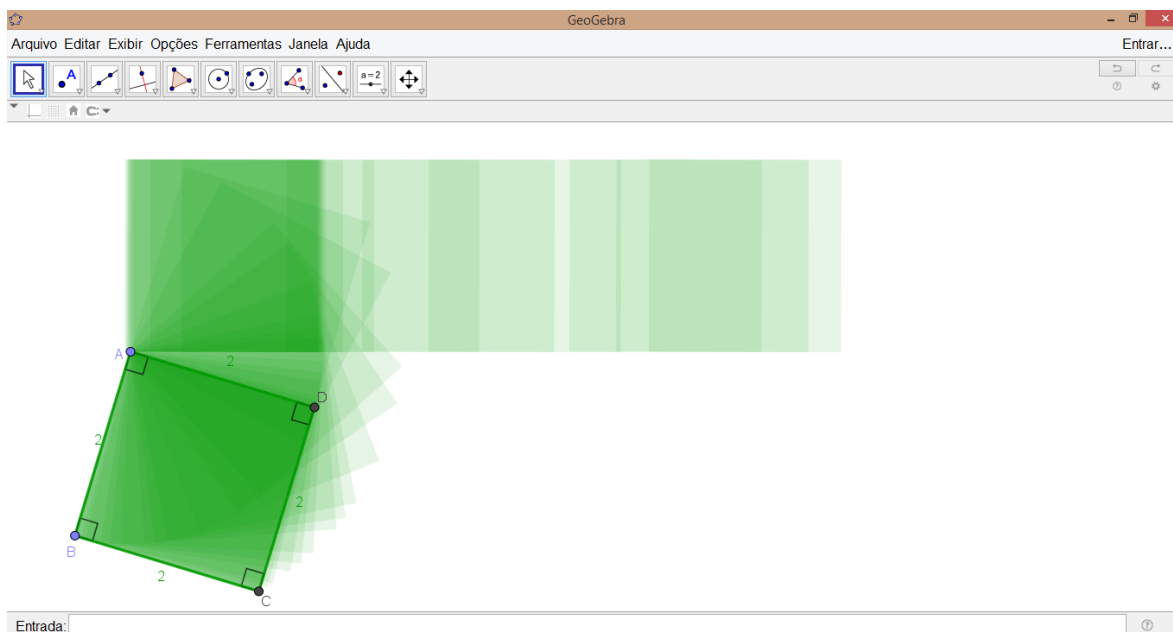 GeoGebra
Arquivo Editar Exibir Opções Ferramentas Janela Ajuda
Entrar...
A
α
a=2
A
2
D
2
2
B
2
C
Entrada: